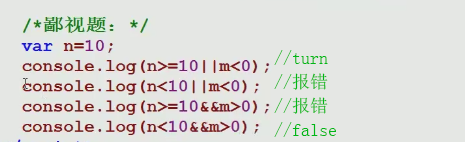 /*鄙视题：*/
var n=10;
console.log(n>=10||m<0);//turn
console.log(n<10||m<0); //报错
console.log(n>=10&&m>0);//报错
console.log(n<10&&m>0); //false